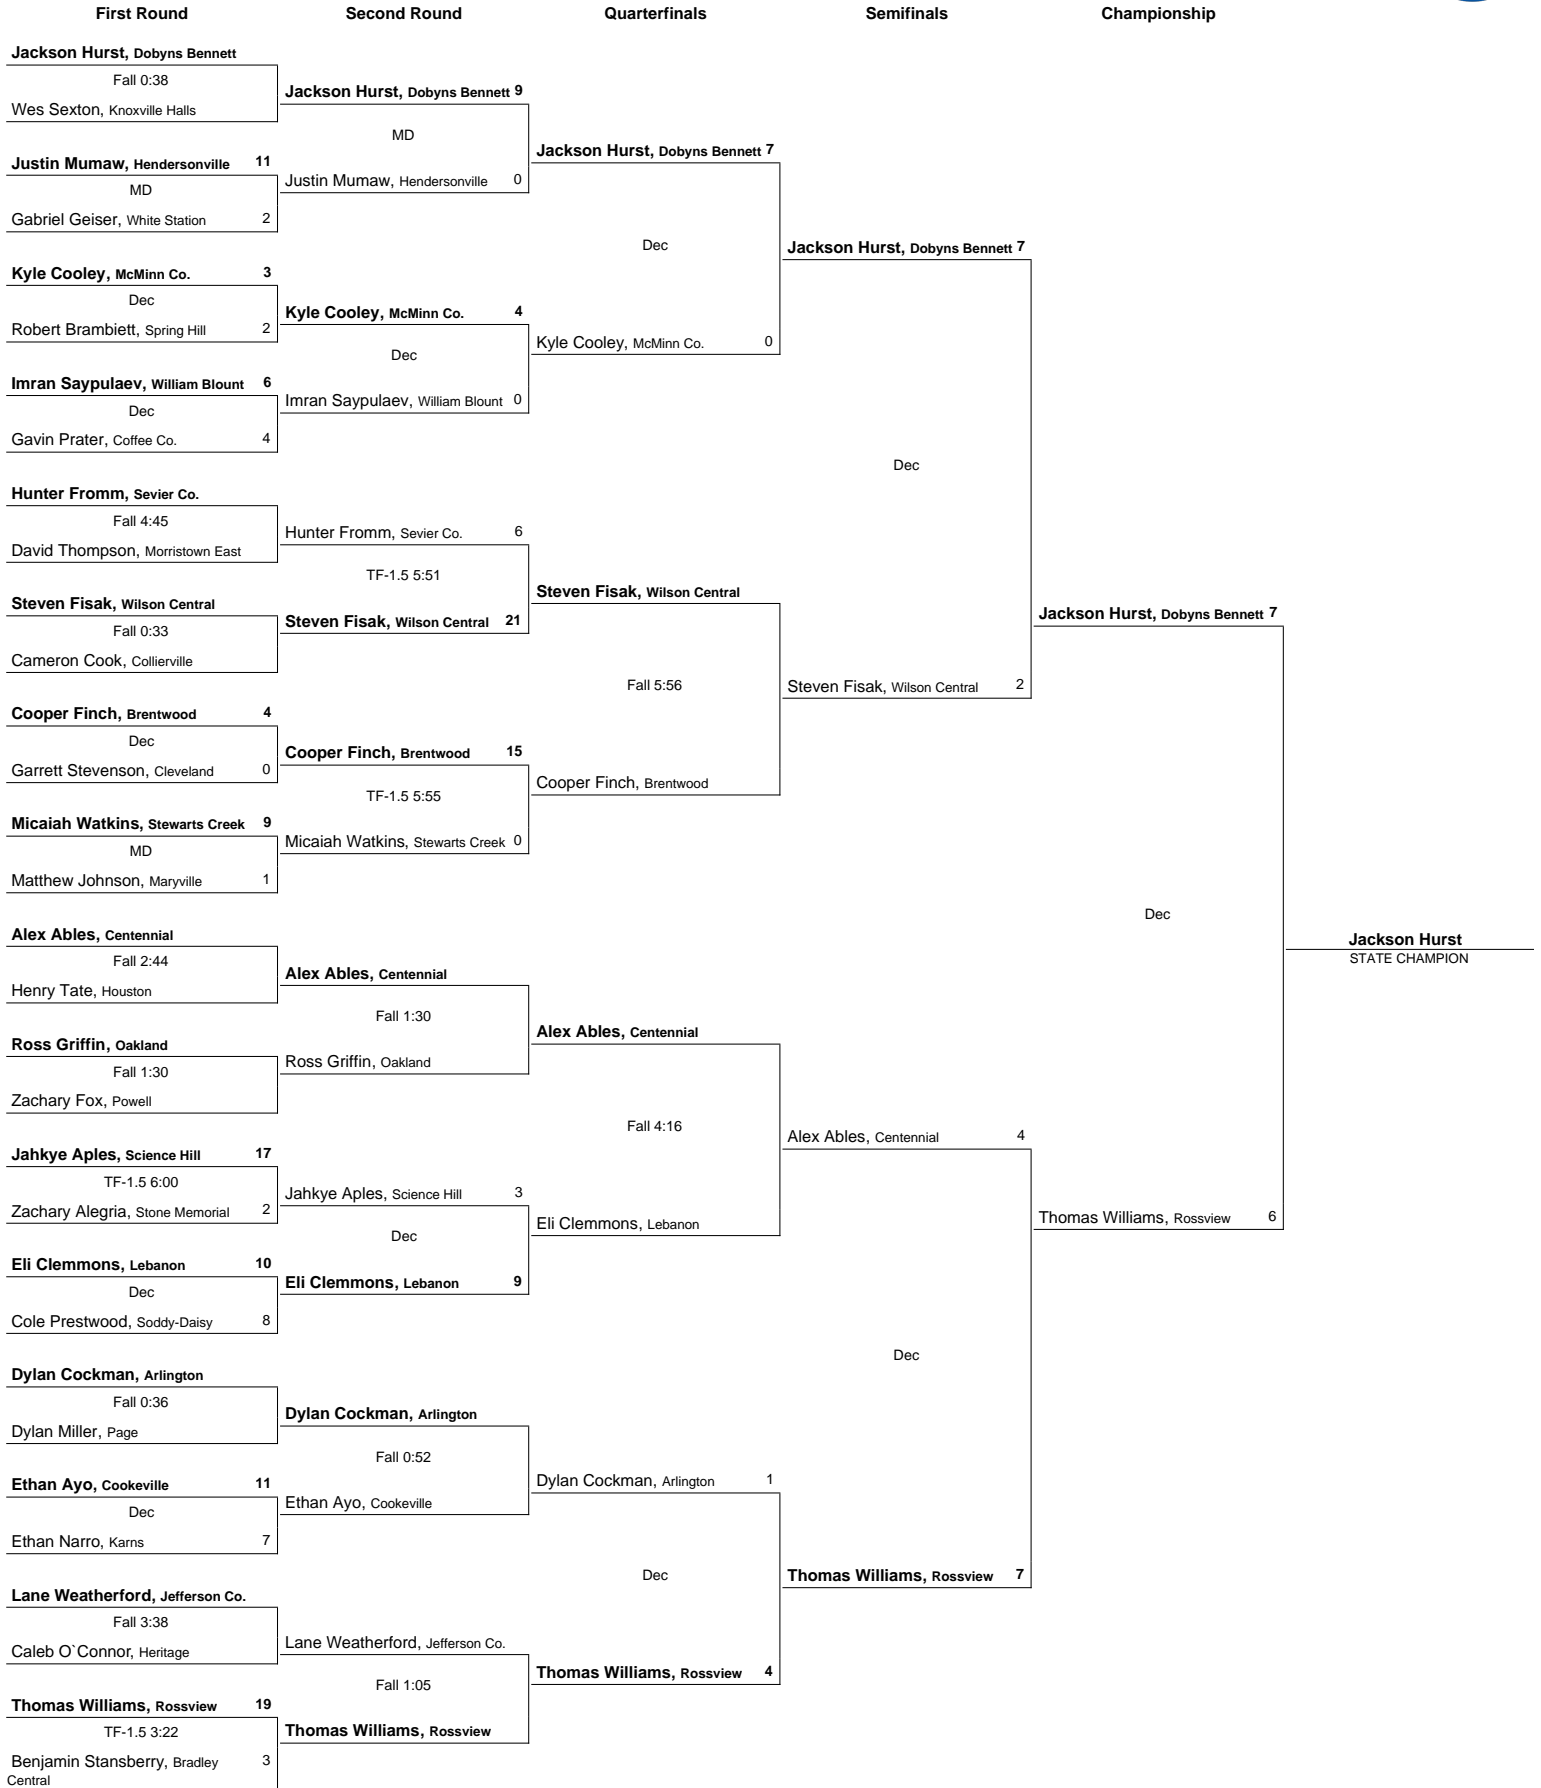 First Round
Second Round
Quarterfinals
Semifinals
Championship
Jackson Hurst, Dobyns Bennett
Fall 0:38
Wes Sexton, Knoxville Halls
Justin Mumaw, Hendersonville 11
MD
Gabriel Geiser, White Station 2
Kyle Cooley, McMinn Co. 3
Dec
Robert Brambiett, Spring Hill 2
Imran Saypulaev, William Blount 6
Dec
Gavin Prater, Coffee Co. 4
Hunter Fromm, Sevier Co.
Fall 4:45
David Thompson, Morristown East
Steven Fisak, Wilson Central
Fall 0:33
Cameron Cook, Collierville
Cooper Finch, Brentwood 4
Dec
Garrett Stevenson, Cleveland 0
Micaiah Watkins, Stewarts Creek 9
MD
Matthew Johnson, Maryville 1
Alex Ables, Centennial
Fall 2:44
Henry Tate, Houston
Ross Griffin, Oakland
Fall 1:30
Zachary Fox, Powell
Jahkye Aples, Science Hill 17
TF-1.5 6:00
Zachary Alegria, Stone Memorial 2
Eli Clemmons, Lebanon 10
Dec
Cole Prestwood, Soddy-Daisy 8
Dylan Cockman, Arlington
Fall 0:36
Dylan Miller, Page
Ethan Ayo, Cookeville 11
Dec
Ethan Narro, Karns 7
Lane Weatherford, Jefferson Co.
Fall 3:38
Caleb O`Connor, Heritage
Thomas Williams, Rossview 19
TF-1.5 3:22
Benjamin Stansberry, Bradley 3
Central
Jackson Hurst, Dobyns Bennett 9
MD
Justin Mumaw, Hendersonville 0
Kyle Cooley, McMinn Co. 4
Dec
Imran Saypulaev, William Blount 0
Hunter Fromm, Sevier Co. 6
TF-1.5 5:51
Steven Fisak, Wilson Central 21
Cooper Finch, Brentwood 15
TF-1.5 5:55
Micaiah Watkins, Stewarts Creek 0
Alex Ables, Centennial
Fall 1:30
Ross Griffin, Oakland
Jahkye Aples, Science Hill 3
Dec
Eli Clemmons, Lebanon 9
Dylan Cockman, Arlington
Fall 0:52
Ethan Ayo, Cookeville
Lane Weatherford, Jefferson Co.
Fall 1:05
Thomas Williams, Rossview
Jackson Hurst, Dobyns Bennett 7
Dec
Kyle Cooley, McMinn Co. 0
Steven Fisak, Wilson Central
Fall 5:56
Cooper Finch, Brentwood
Alex Ables, Centennial
Fall 4:16
Eli Clemmons, Lebanon
Dylan Cockman, Arlington 1
Dec
Thomas Williams, Rossview 4
Jackson Hurst, Dobyns Bennett 7
Dec
Steven Fisak, Wilson Central 2
Alex Ables, Centennial 4
Dec
Thomas Williams, Rossview 7
Jackson Hurst, Dobyns Bennett 7
Dec
Thomas Williams, Rossview 6
Jackson Hurst
STATE CHAMPION